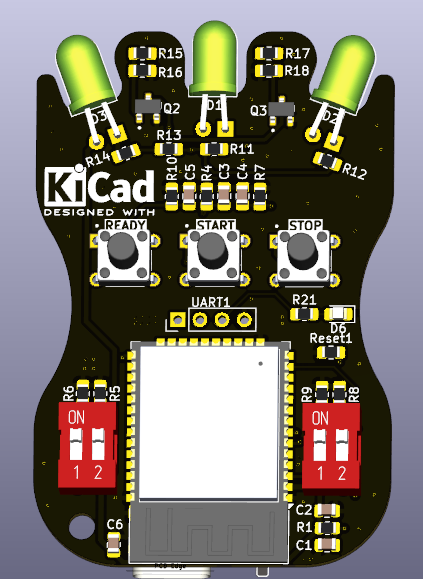 R15
R16
R17
R18
D3
D1
D2
Q2
Q3
R13
R14
R11
R12
R10
C5
R4
C3
C4
R7
KiCad
DESIGNED WITH
READY
START
STOP
UART1
R21
D6
Reset1
R6
R5
R9
R8
ON
1 2
ON
1 2
C6
C2
R1
C1
PCB Edge